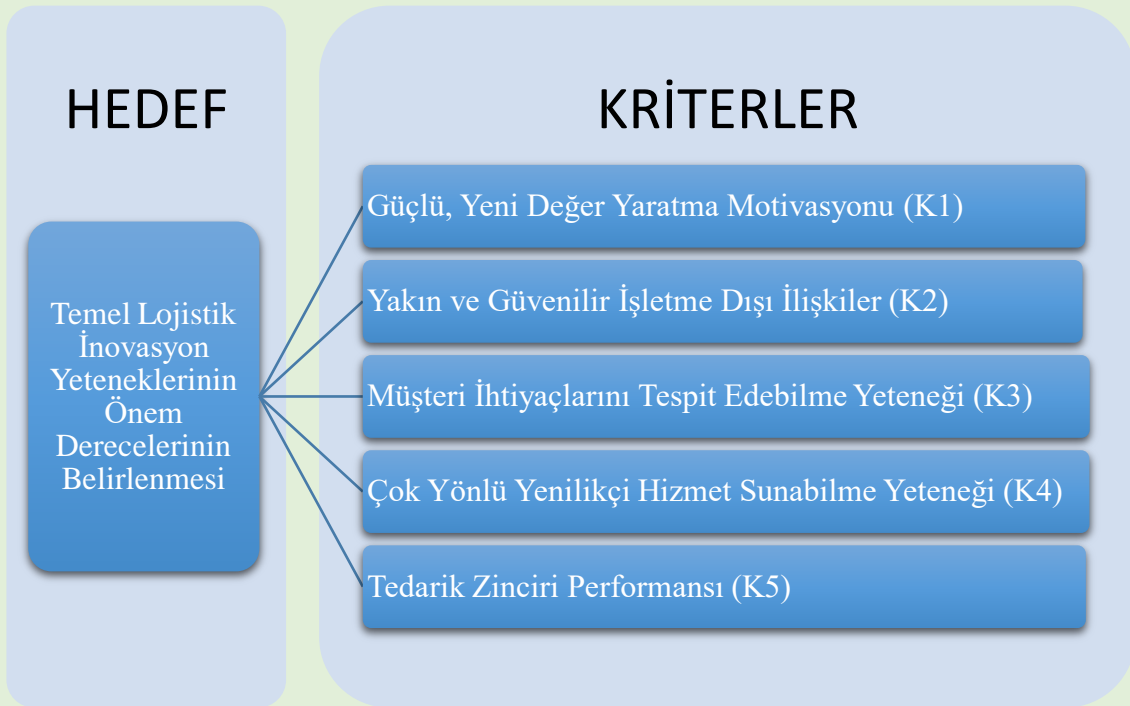 HEDEF
Temel Lojistik
İnovasyon
Yeteneklerinin
Önem
Derecelerinin
Belirlenmesi
KRİTERLER
Güçlü, Yeni Değer Yaratma Motivasyonu (K1)
Yakın ve Güvenilir İşletme Dışı İlişkiler (K2)
Müşteri İhtiyaçlarını Tespit Edebilme Yeteneği (K3)
Çok Yönlü Yenilikçi Hizmet Sunabilme Yeteneği (K4)
Tedarik Zinciri Performansı (K5)